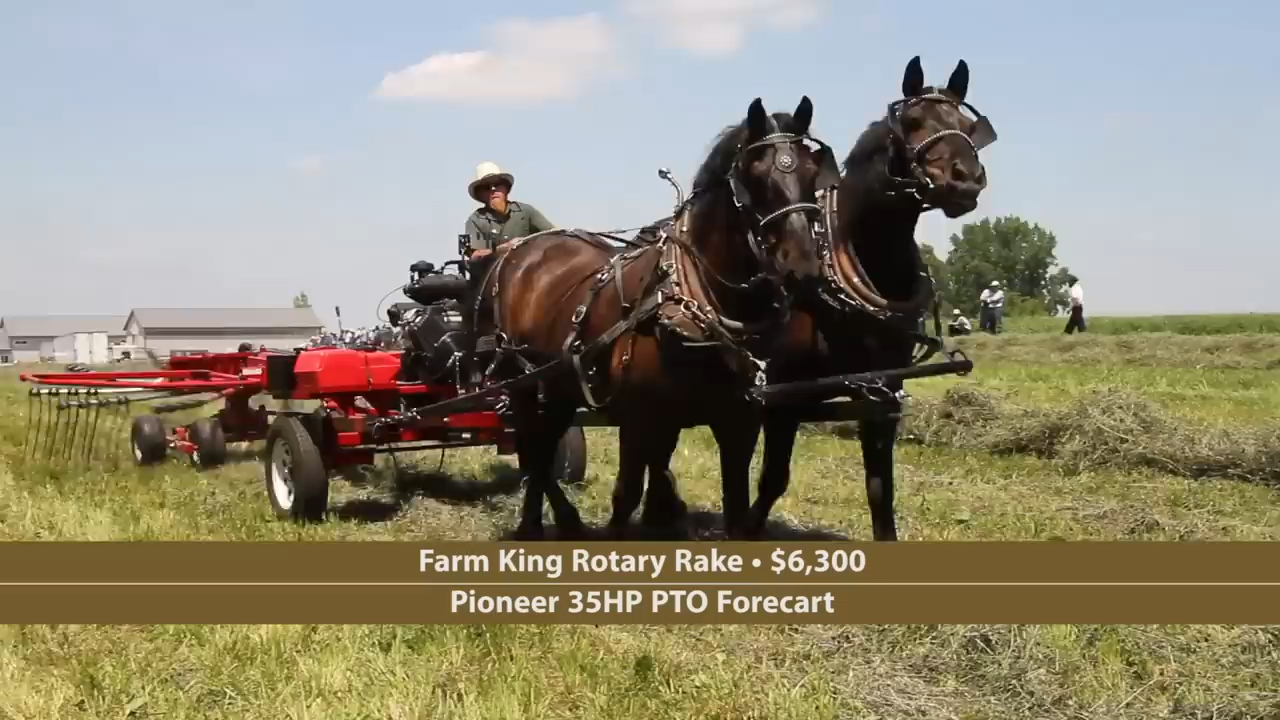 Farm King Rotary Rake • $6,300
Pioneer 35HP PTO Forecart